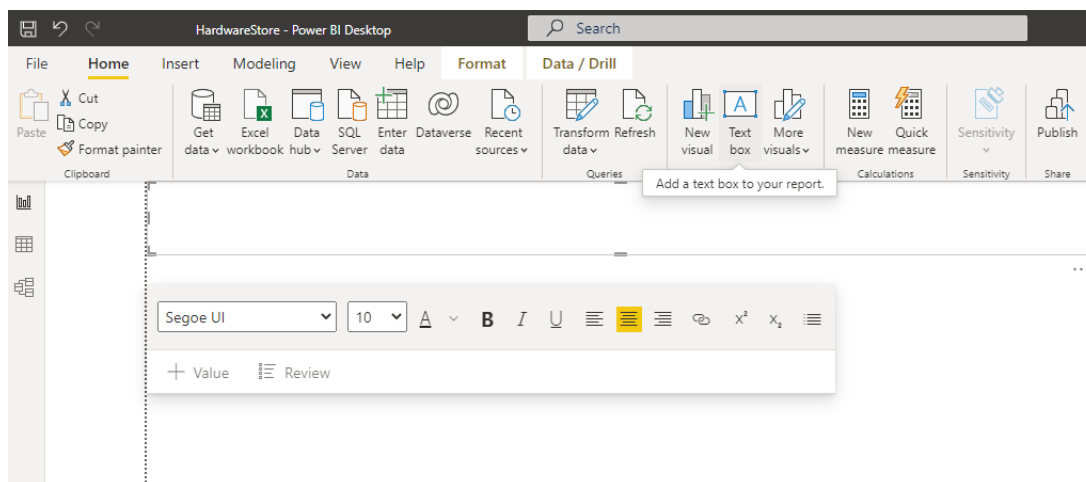 HardwareStore - Power BI Desktop
Search
File Home Insert Modeling View Help Format Data / Drill
Paste
Cut
Copy
Format painter
Clipboard
Get data
Excel workbook
Data hub
SQL Server
Enter data
Dataverse
Recent sources
Data
Transform data
Refresh
Queries
New visual
Text box
More visuals
New measure
Quick measure
Calculations
Sensitivity
Sensitivity
Publish
Share
Add a text box to your report.
Segoe UI 10 A B I U x² x₂
Value Review